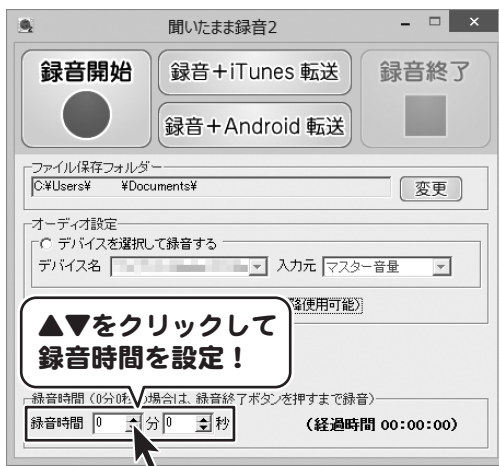 聞いたまま録音2
録音開始
録音+iTunes 転送
録音+Android 転送
録音終了
ファイル保存フォルダー
C:¥Users¥ ¥Documents¥
変更
オーディオ設定
デバイスを選択して録音する
デバイス名
入力元 マスター音量
降使用可能)
▲▼をクリックして
録音時間を設定!
録音時間(0分0秒の場合は、録音終了ボタンを押すまで録音)
録音時間 0 分 0 秒
(経過時間 00:00:00)